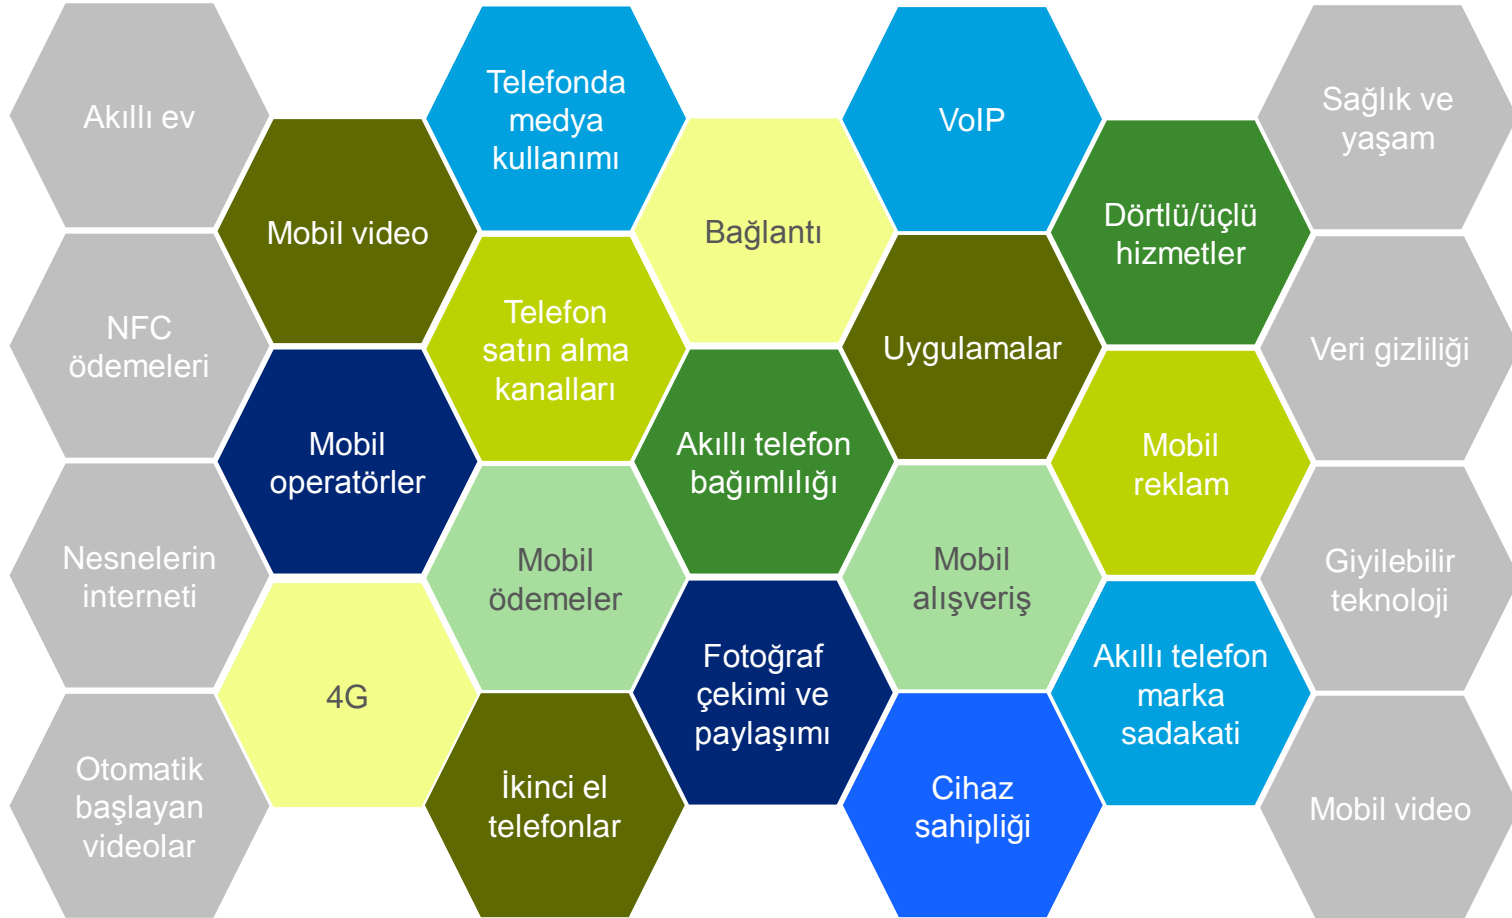 Akıllı ev
Telefonda
medya
kullanımı
VoIP
Sağlık ve
yaşam
Mobil video
Bağlantı
Dörtlü/üçlü
hizmetler
NFC
ödemeleri
Telefon
satın alma
kanalları
Uygulamalar
Veri gizliliği
Mobil
operatörler
Akıllı telefon
bağımlılığı
Mobil
reklam
Nesnelerin
interneti
Mobil
ödemeler
Mobil
alışveriş
Giyilebilir
teknoloji
4G
Fotoğraf
çekimi ve
paylaşımı
Akıllı telefon
marka
sadakati
Otomatik
başlayan
videolar
İkinci el
telefonlar
Cihaz
sahipliği
Mobil video